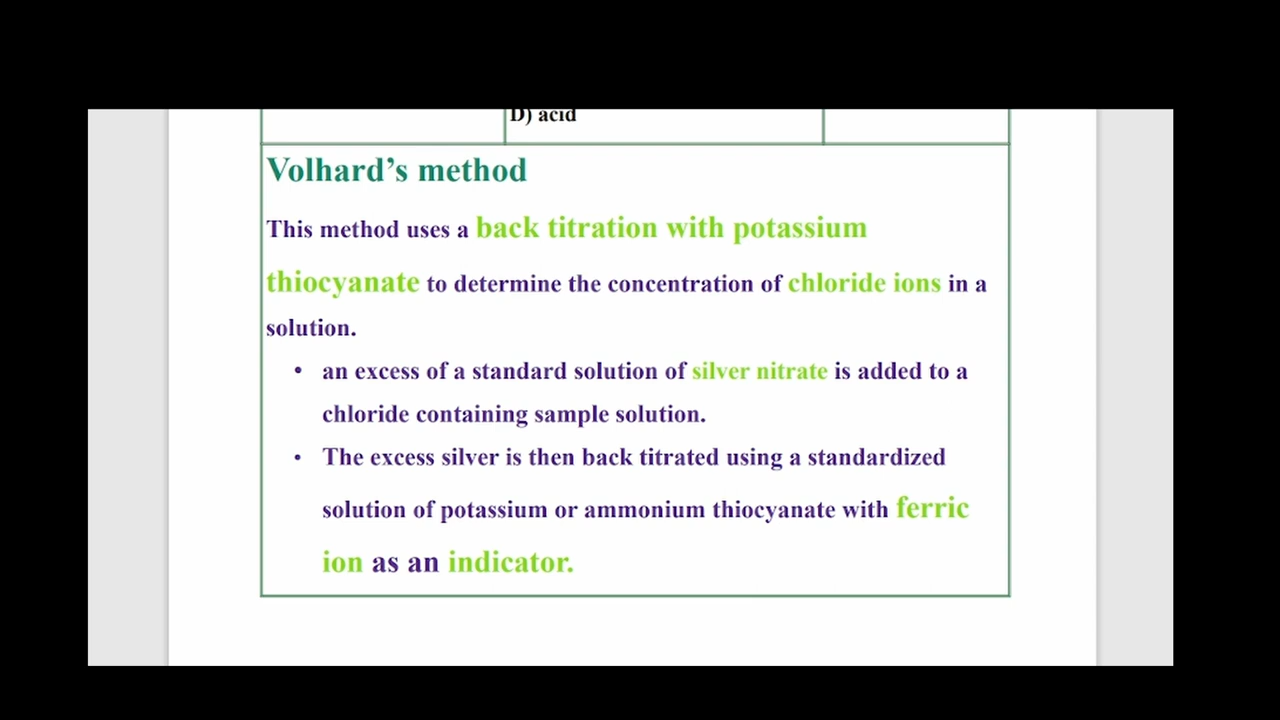 D) acid
Volhard’s method
This method uses a back titration with potassium
thiocyanate to determine the concentration of chloride ions in a
solution.
• an excess of a standard solution of silver nitrate is added to a
chloride containing sample solution.
• The excess silver is then back titrated using a standardized
solution of potassium or ammonium thiocyanate with ferric
ion as an indicator.